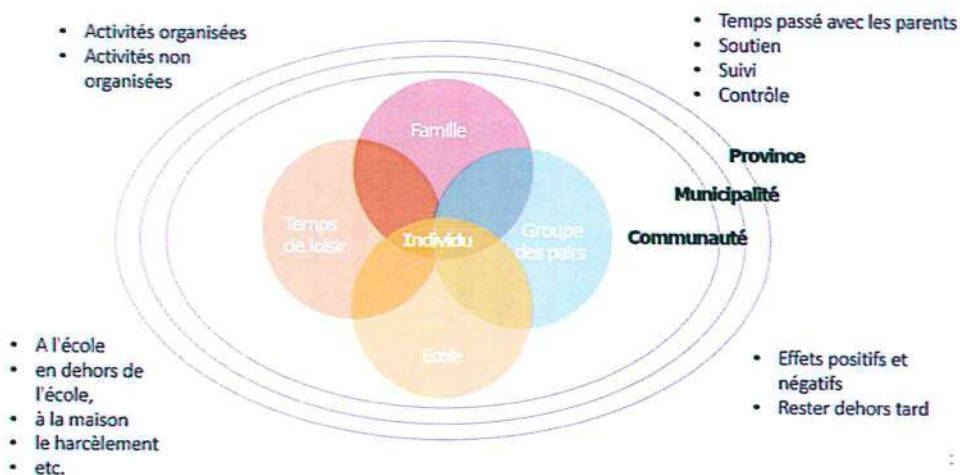 • Activités organisées
• Activités non
organisées
• Temps passé avec les parents
• Soutien
• Suivi
• Contrôle
Famille
Province
Municipalité
Temps
de loisir
Individu
Groupe
des pairs
Communauté
Ecole
• A l'école
• en dehors de
l'école,
• à la maison
• le harcèlement
• etc.
• Effets positifs et
négatifs
• Rester dehors tard
: